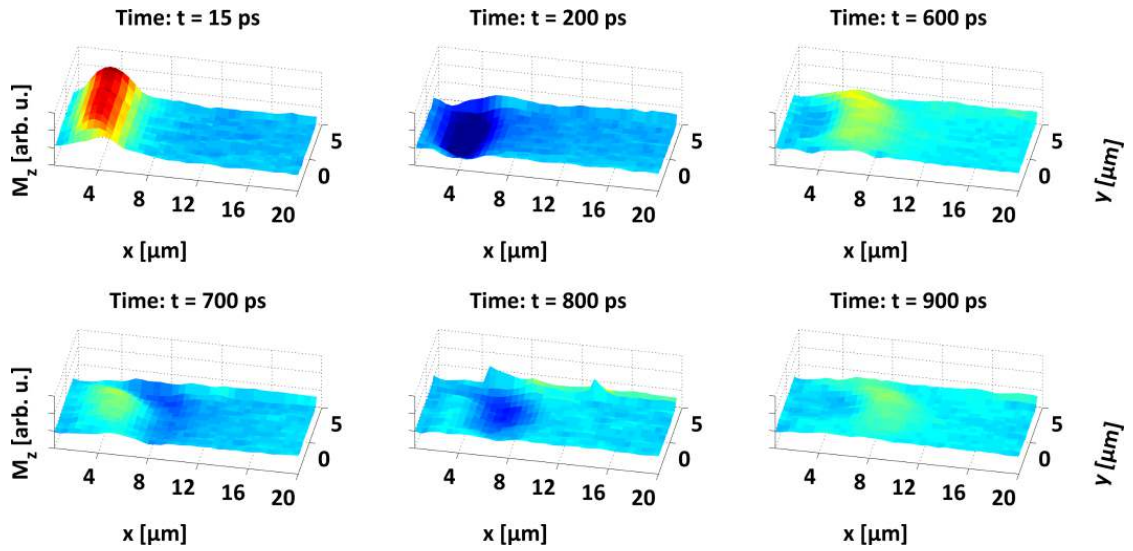 Time: t = 15 ps
Time: t = 200 ps
Time: t = 600 ps
M_z [arb. u.]
4 8 12 16 20
0 5
x [µm]
4 8 12 16 20
0 5
x [µm]
4 8 12 16 20
0 5
x [µm]
y [µm]
Time: t = 700 ps
Time: t = 800 ps
Time: t = 900 ps
M_z [arb. u.]
4 8 12 16 20
0 5
x [µm]
4 8 12 16 20
0 5
x [µm]
4 8 12 16 20
0 5
x [µm]
y [µm]